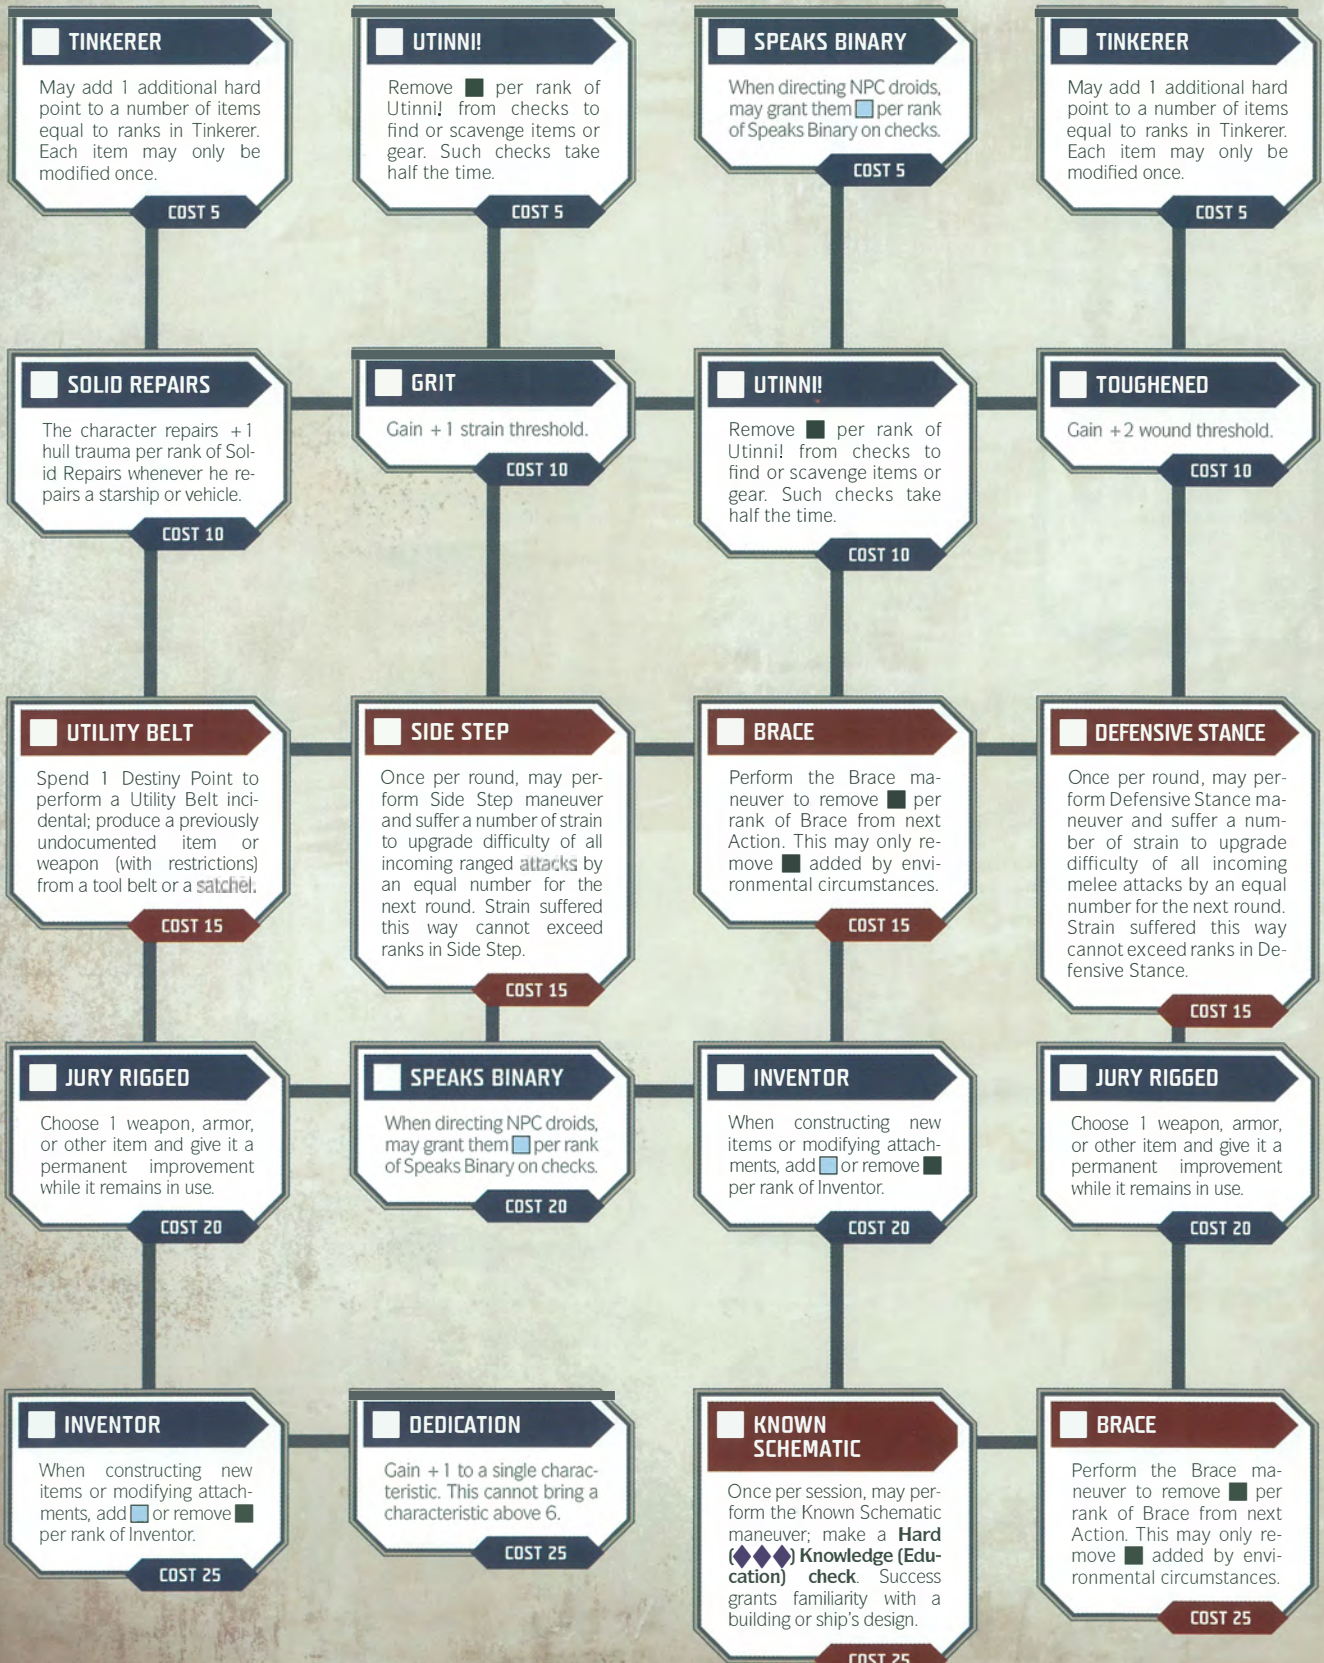 TINKERER
May add 1 additional hard
point to a number of items
equal to ranks in Tinkerer.
Each item may only be
modified once.
COST 5
UTINNI!
Remove per rank of
Utinni! from checks to
find or scavenge items or
gear. Such checks take
half the time.
COST 5
SPEAKS BINARY
When directing NPC droids,
may grant them per rank
of Speaks Binary on checks.
COST 5
TINKERER
May add 1 additional hard
point to a number of items
equal to ranks in Tinkerer.
Each item may only be
modified once.
COST 5
SOLID REPAIRS
The character repairs +1
hull trauma per rank of Sol-
id Repairs whenever he re-
pairs a starship or vehicle.
COST 10
GRIT
Gain +1 strain threshold.
COST 10
UTINNI!
Remove per rank of
Utinni! from checks to
find or scavenge items or
gear. Such checks take
half the time.
COST 10
TOUGHENED
Gain +2 wound threshold.
COST 10
UTILITY BELT
Spend 1 Destiny Point to
perform a Utility Belt inci-
dental; produce a previously
undocumented item or
weapon (with restrictions)
from a tool belt or a satchel.
COST 15
SIDE STEP
Once per round, may per-
form Side Step maneuver
and suffer a number of strain
to upgrade difficulty of all
incoming ranged attacks by
an equal number for the
next round. Strain suffered
this way cannot exceed
ranks in Side Step.
COST 15
BRACE
Perform the Brace ma-
neuver to remove per
rank of Brace from next
Action. This may only re-
move added by envi-
ronmental circumstances.
COST 15
DEFENSIVE STANCE
Once per round, may per-
form Defensive Stance ma-
neuver and suffer a num-
ber of strain to upgrade
difficulty of all incoming
melee attacks by an equal
number for the next round.
Strain suffered this way
cannot exceed ranks in De-
fensive Stance.
COST 15
JURY RIGGED
Choose 1 weapon, armor,
or other item and give it a
permanent improvement
while it remains in use.
COST 20
SPEAKS BINARY
When directing NPC droids,
may grant them per rank
of Speaks Binary on checks.
COST 20
INVENTOR
When constructing new
items or modifying attach-
ments, add or remove
per rank of Inventor.
COST 20
JURY RIGGED
Choose 1 weapon, armor,
or other item and give it a
permanent improvement
while it remains in use.
COST 20
INVENTOR
When constructing new
items or modifying attach-
ments, add or remove
per rank of Inventor.
COST 25
DEDICATION
Gain +1 to a single charac-
teristic. This cannot bring a
characteristic above 6.
COST 25
KNOWN
SCHEMATIC
Once per session, may per-
form the Known Schematic
maneuver; make a Hard
(◆◆◆) Knowledge (Edu-
cation) check. Success
grants familiarity with a
building or ship's design.
COST 25
BRACE
Perform the Brace ma-
neuver to remove per
rank of Brace from next
Action. This may only re-
move added by envi-
ronmental circumstances.
COST 25